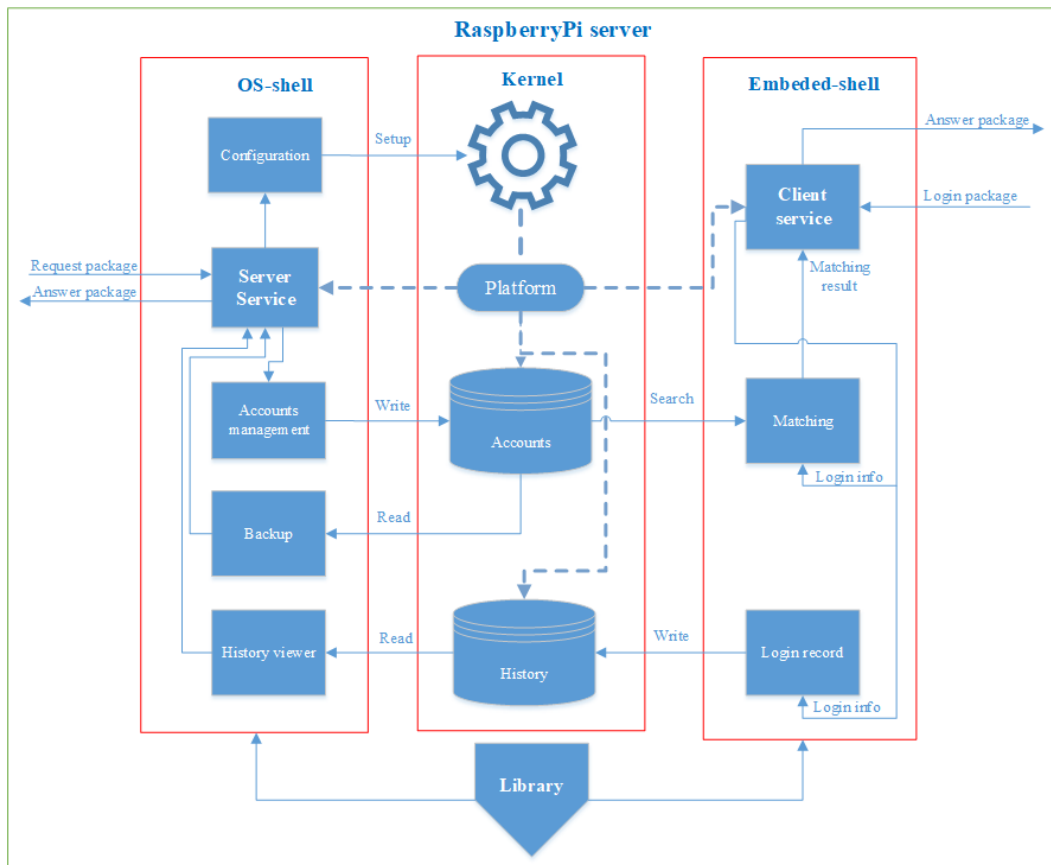 RaspberryPi server
OS-shell
Kernel
Embeded-shell
Configuration
Setup
Answer package
Client
service
Login package
Request package
Server
Service
Answer package
Platform
Matching
result
Accounts
management
Write
Accounts
Search
Matching
Login info
Backup
Read
History viewer
Read
History
Write
Login record
Login info
Library